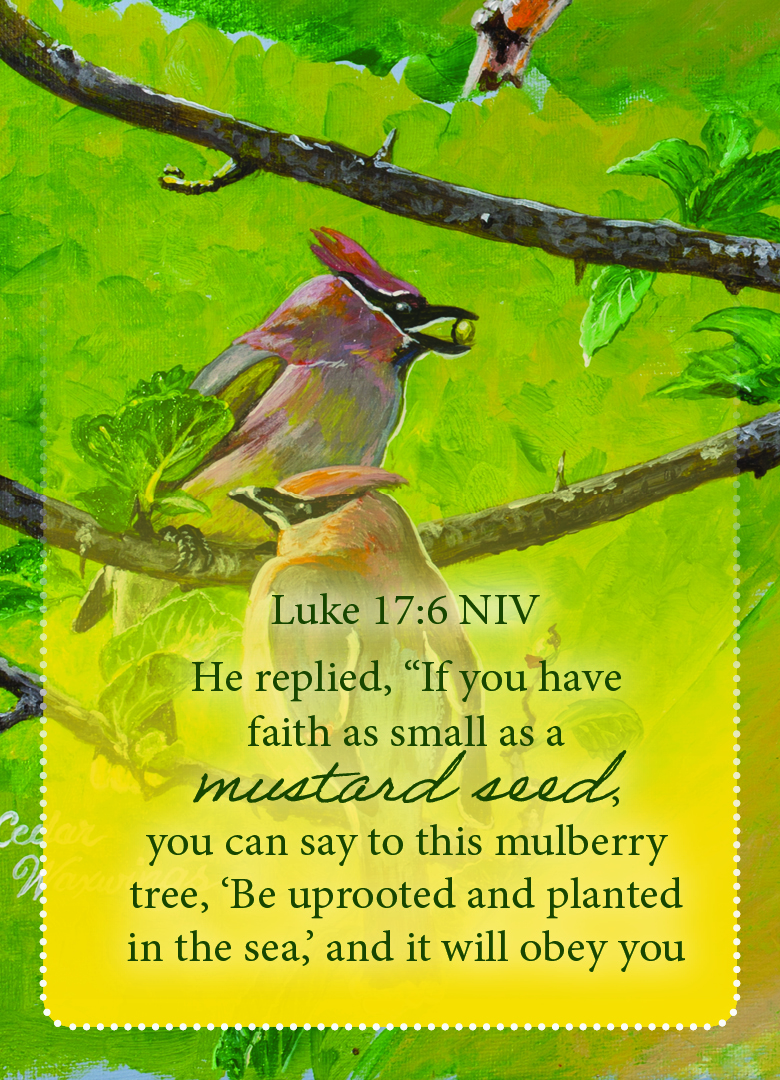 Luke 17:6 NIV
He replied, “If you have
faith as small as a
mustard seed,
you can say to this mulberry
tree, ‘Be uprooted and planted
in the sea,’ and it will obey you
Cedar
Waxwings